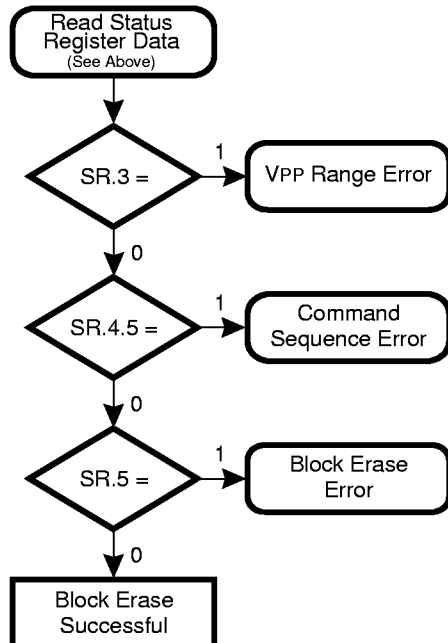 Read Status
Register Data
(See Above)
SR.3 =
1
VPP Range Error
0
SR.4.5 =
1
Command
Sequence Error
0
SR.5 =
1
Block Erase
Error
0
Block Erase
Successful